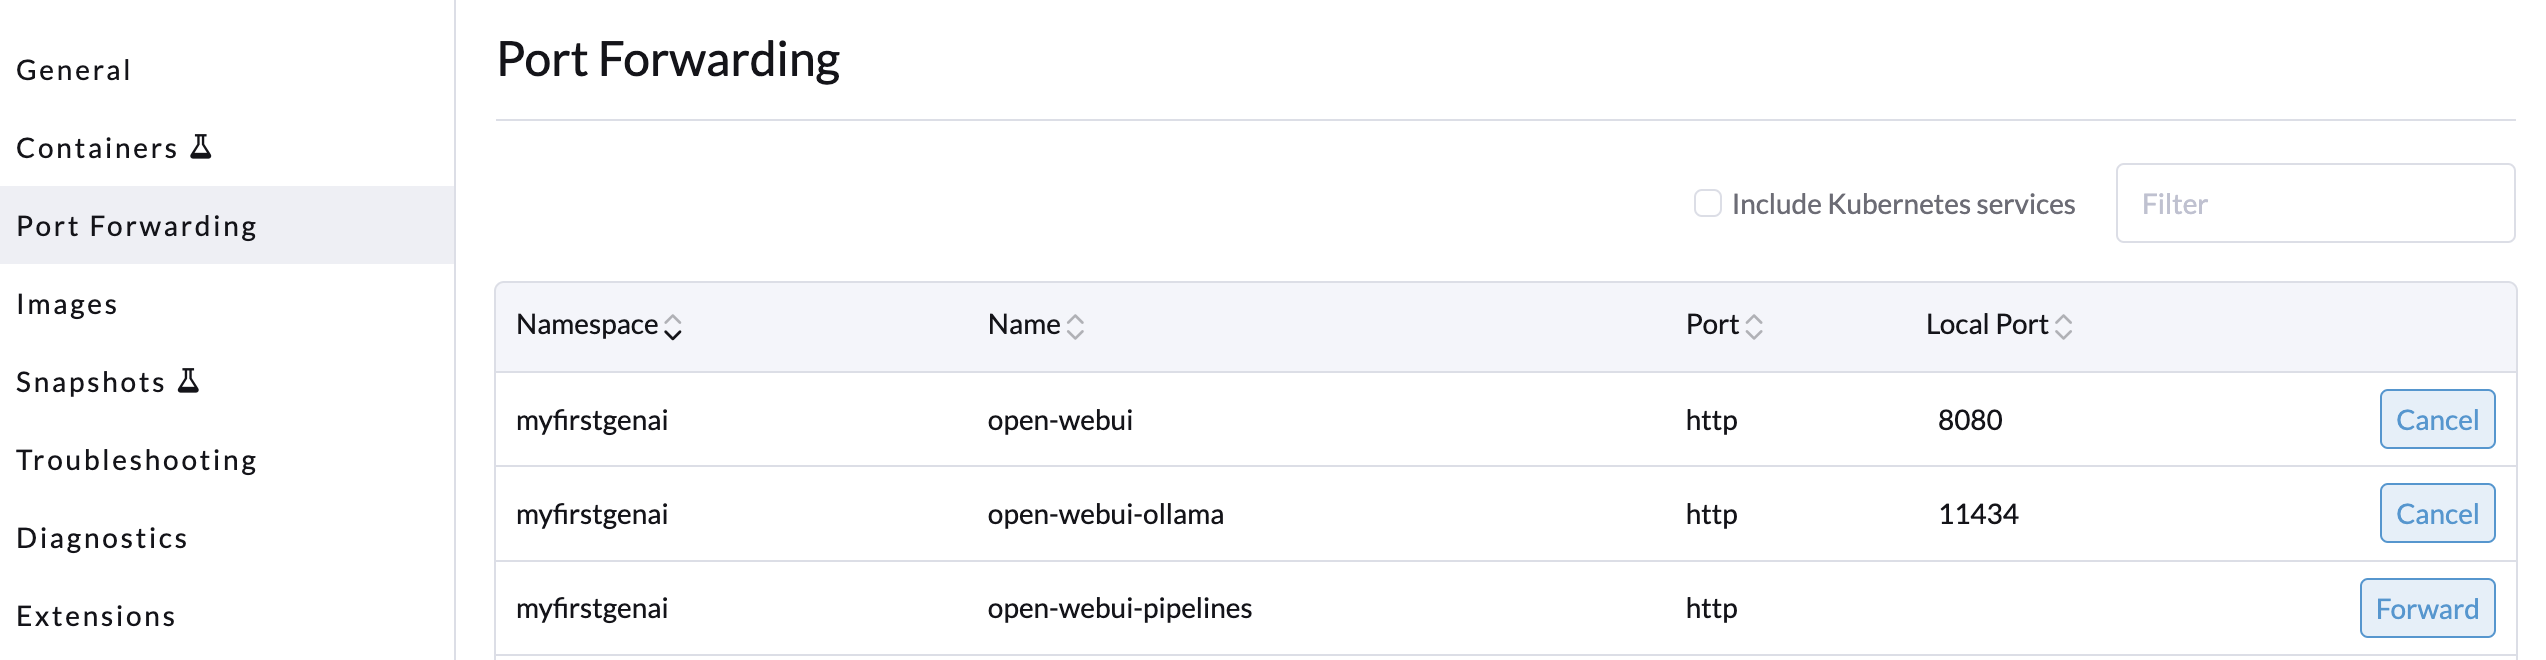 General
Containers
Port Forwarding
Images
Snapshots
Troubleshooting
Diagnostics
Extensions
Port Forwarding
Include Kubernetes services
Filter
Namespace Name Port Local Port
myfirstgenai open-webui http 8080 Cancel
myfirstgenai open-webui-ollama http 11434 Cancel
myfirstgenai open-webui-pipelines http Forward